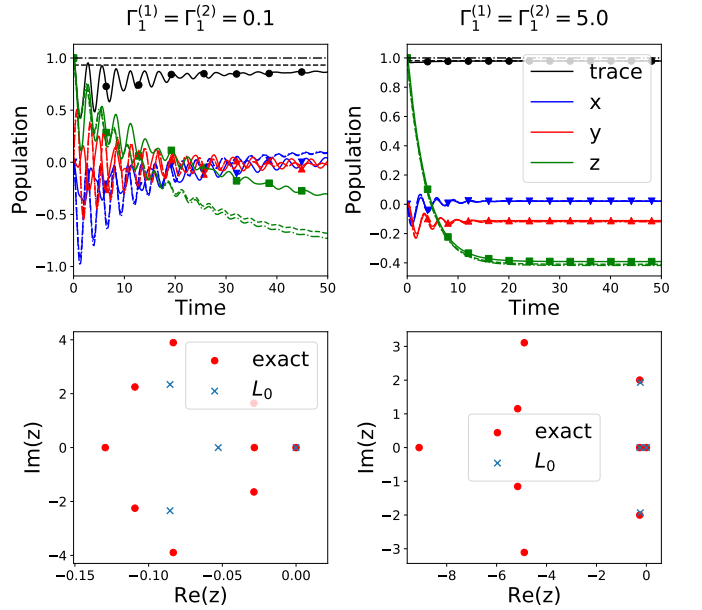 Γ₁⁽¹⁾ = Γ₁⁽²⁾ = 0.1
1.0
0.5
0.0
−0.5
−1.0
Population
0 10 20 30 40 50
Time
Γ₁⁽¹⁾ = Γ₁⁽²⁾ = 5.0
1.0
0.8
0.6
0.4
0.2
0.0
−0.2
−0.4
Population
trace
x
y
z
0 10 20 30 40 50
Time
4
2
0
−2
−4
Im(z)
exact
L₀
−0.15 −0.10 −0.05 0.00
Re(z)
3
2
1
0
−1
−2
−3
Im(z)
exact
L₀
−8 −6 −4 −2 0
Re(z)